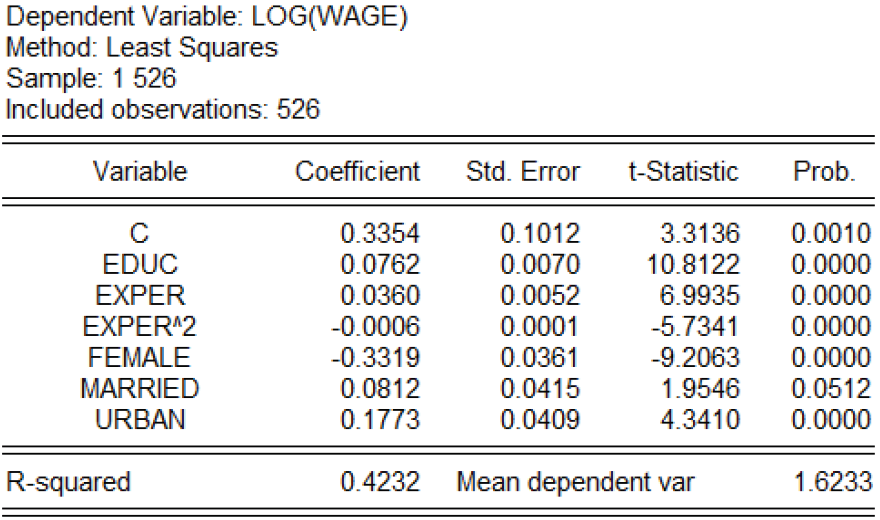 Dependent Variable: LOG(WAGE)
Method: Least Squares
Sample: 1 526
Included observations: 526
Variable Coefficient Std. Error t-Statistic Prob.
C 0.3354 0.1012 3.3136 0.0010
EDUC 0.0762 0.0070 10.8122 0.0000
EXPER 0.0360 0.0052 6.9935 0.0000
EXPER^2 -0.0006 0.0001 -5.7341 0.0000
FEMALE -0.3319 0.0361 -9.2063 0.0000
MARRIED 0.0812 0.0415 1.9546 0.0512
URBAN 0.1773 0.0409 4.3410 0.0000
R-squared 0.4232 Mean dependent var 1.6233